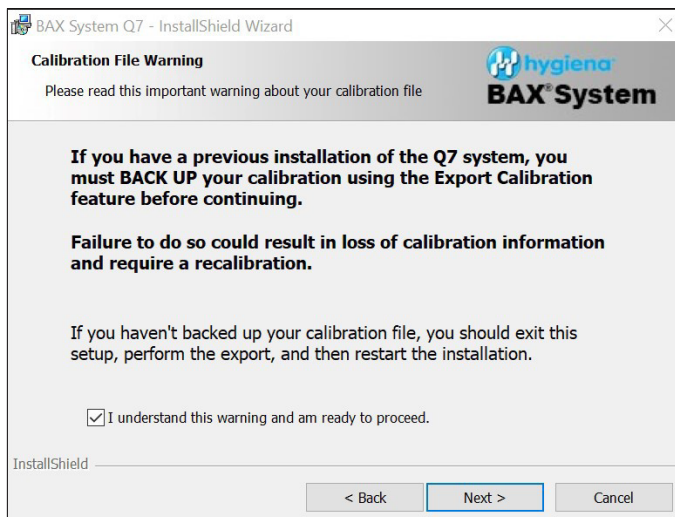 BAX System Q7 - InstallShield Wizard
Calibration File Warning
Please read this important warning about your calibration file
hygiena
BAX®System
If you have a previous installation of the Q7 system, you
must BACK UP your calibration using the Export Calibration
feature before continuing.
Failure to do so could result in loss of calibration information
and require a recalibration.
If you haven't backed up your calibration file, you should exit this
setup, perform the export, and then restart the installation.
I understand this warning and am ready to proceed.
InstallShield
< Back
Next >
Cancel